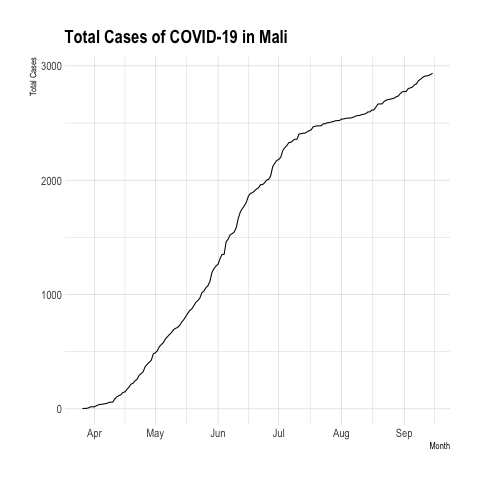 Total Cases of COVID-19 in Mali
Total Cases
3000
2000
1000
0
Apr May Jun Jul Aug Sep
Month